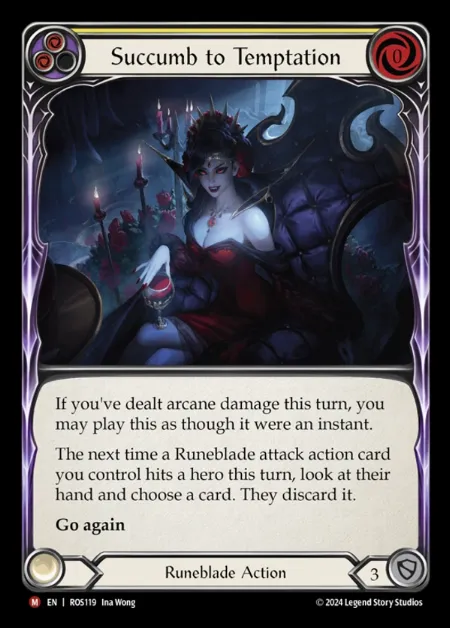 Succumb to Temptation
0
If you've dealt arcane damage this turn, you
may play this as though it were an instant.
The next time a Runeblade attack action card
you control hits a hero this turn, look at their
hand and choose a card. They discard it.
Go again
Runeblade Action
3
M EN | ROS119 Ina Wong
© 2024 Legend Story Studios